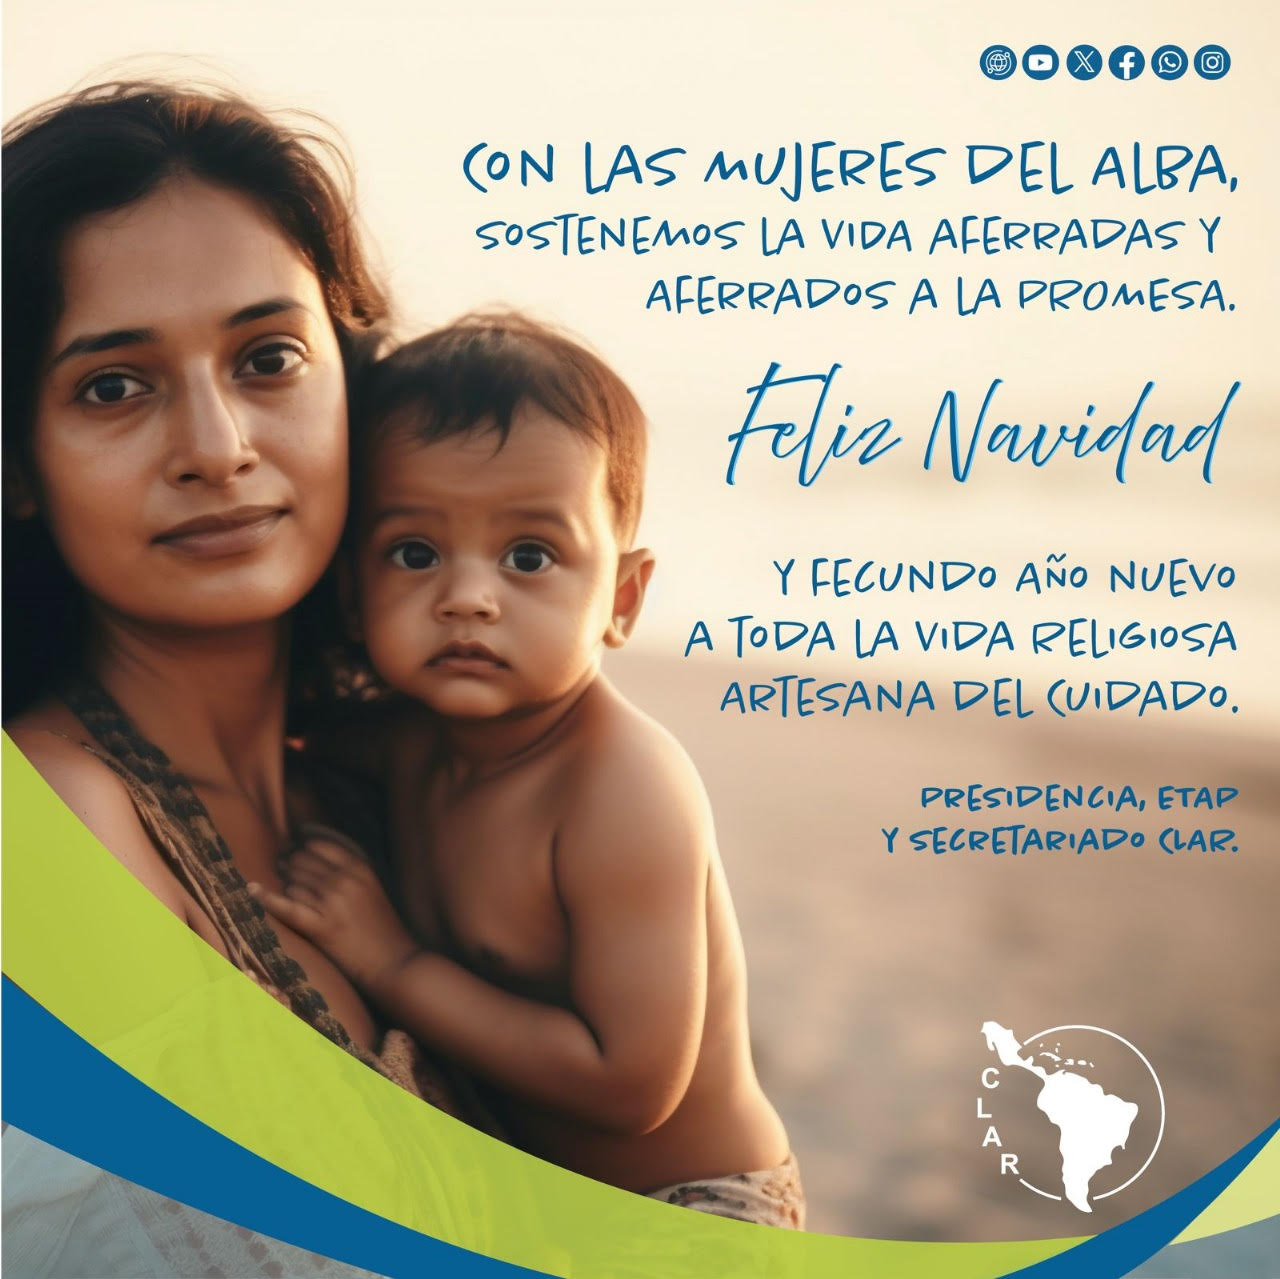 CON LAS MUJERES DEL ALBA,
SOSTENEMOS LA VIDA AFERRADAS Y
AFERRADOS A LA PROMESA.
Feliz Navidad
Y FECUNDO AÑO NUEVO
A TODA LA VIDA RELIGIOSA
ARTESANA DEL CUIDADO.
PRESIDENCIA, ETAP
Y SECRETARIADO CLAR.
CLAR